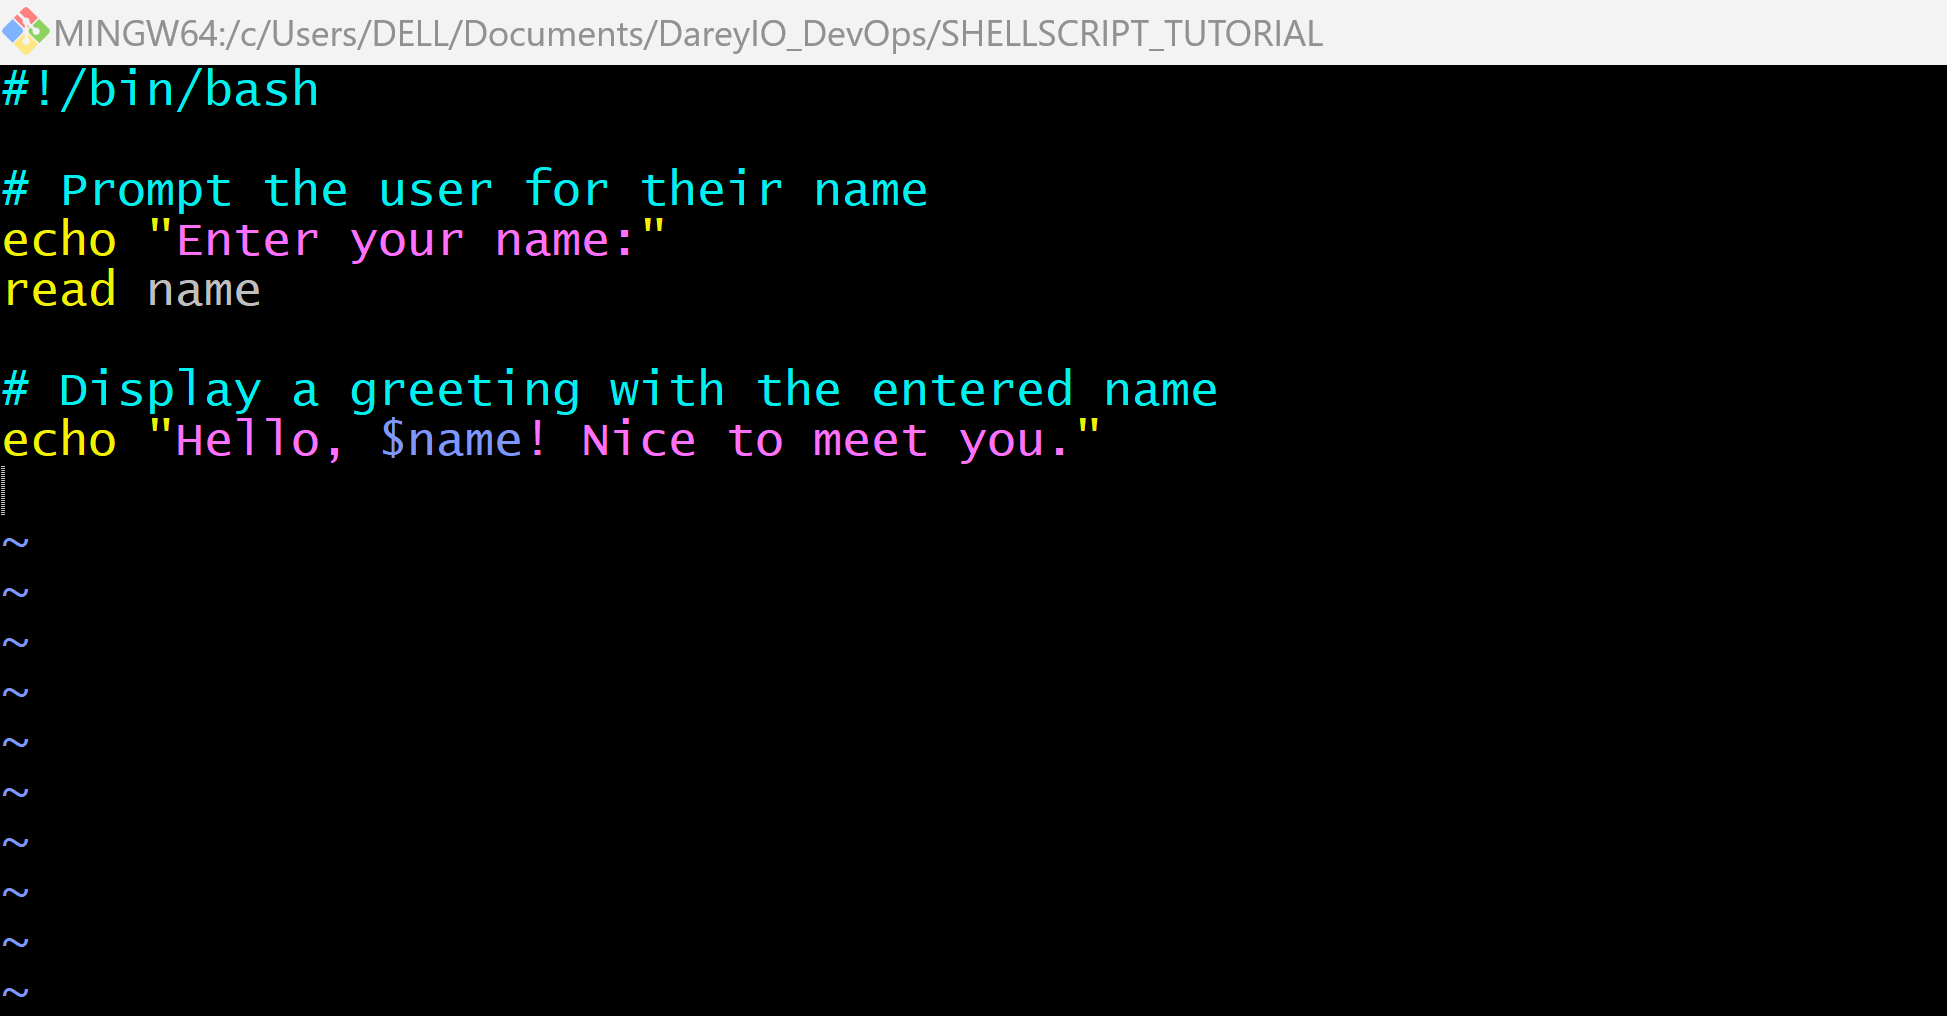 MINGW64:/c/Users/DELL/Documents/DareyIO_DevOps/SHELLSCRIPT_TUTORIAL
#!/bin/bash
# Prompt the user for their name
echo "Enter your name:"
read name
# Display a greeting with the entered name
echo "Hello, $name! Nice to meet you."
~
~
~
~
~
~
~
~
~
~